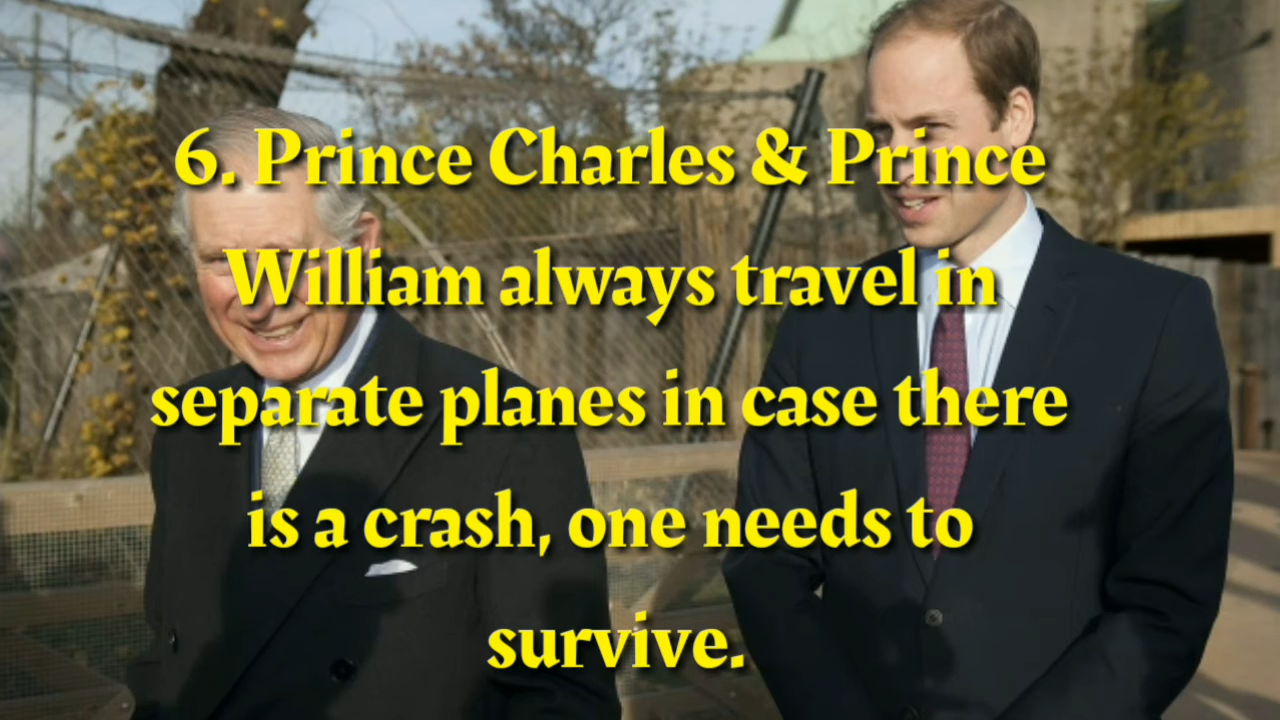 6. Prince Charles & Prince
William always travel in
separate planes in case there
is a crash, one needs to
survive.